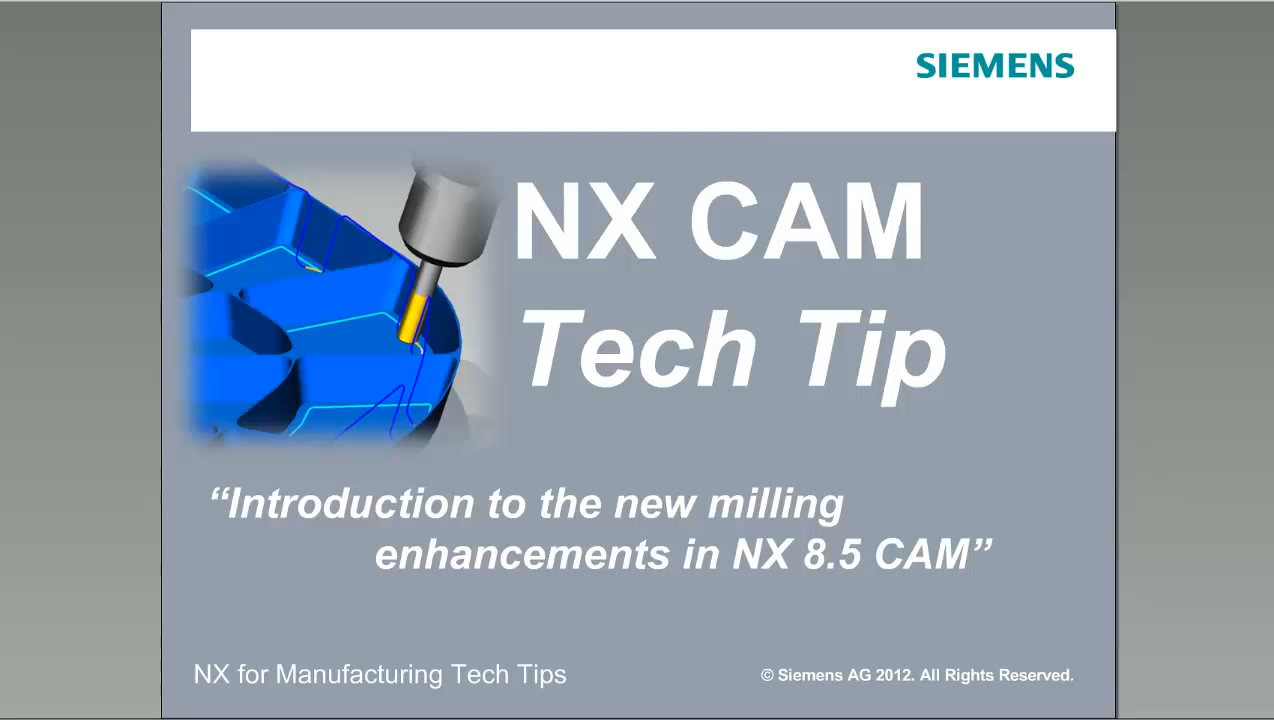 SIEMENS
NX CAM
Tech Tip
“Introduction to the new milling
enhancements in NX 8.5 CAM”
NX for Manufacturing Tech Tips
© Siemens AG 2012. All Rights Reserved.